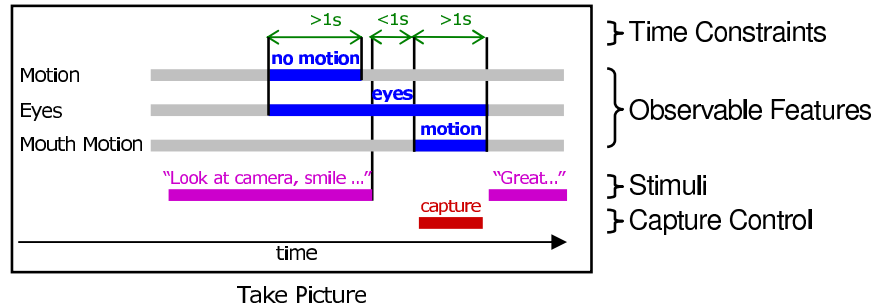 >1s <1s >1s
} Time Constraints
no motion
Motion
eyes
Eyes
} Observable Features
motion
Mouth Motion
“Look at camera, smile ...” “Great...”
} Stimuli
capture
} Capture Control
time
Take Picture